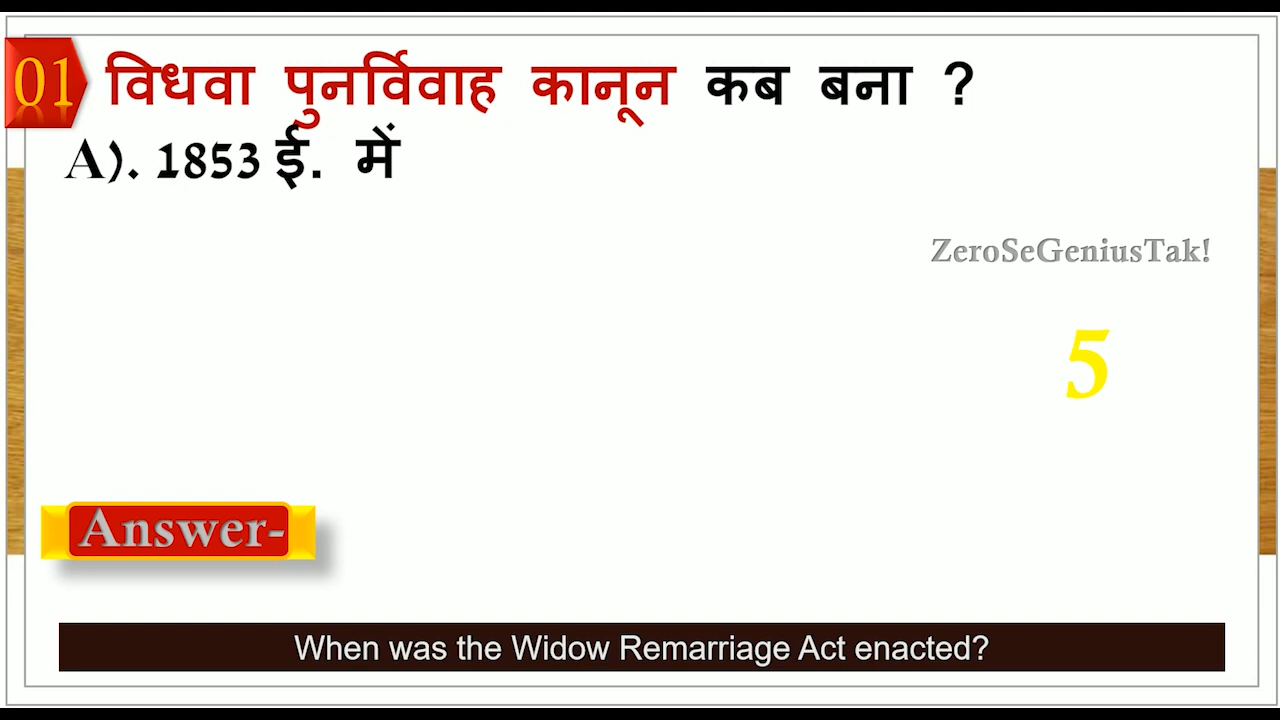 01 विधवा पुनर्विवाह कानून कब बना ?
A). 1853 ई. में
ZeroSeGeniusTak!
5
Answer-
When was the Widow Remarriage Act enacted?